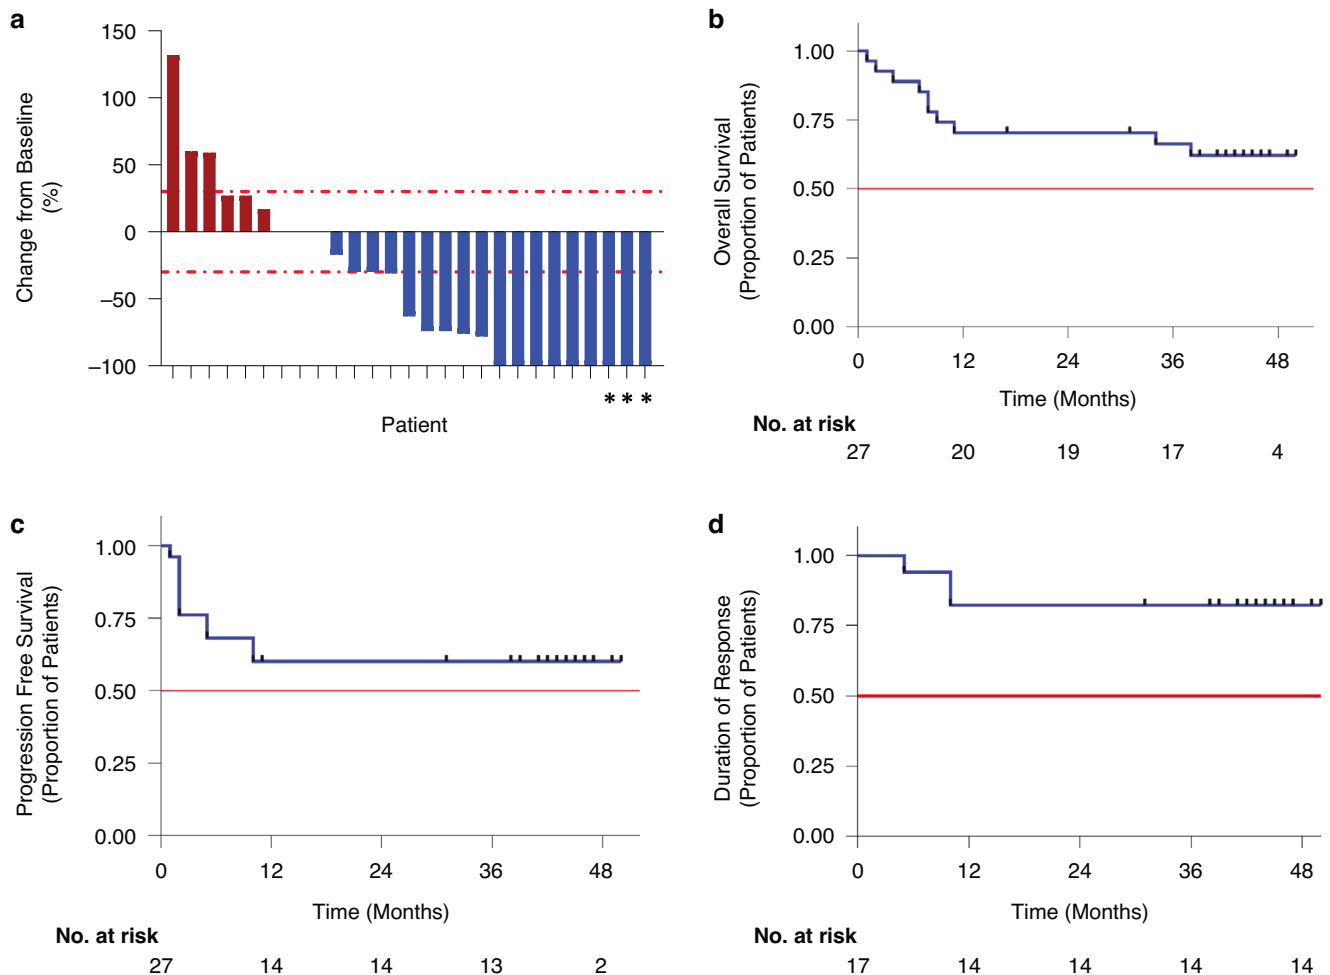 a
150
100
50
0
−50
−100
Change from Baseline
(%)
* * *
Patient
b
1.00
0.75
0.50
0.25
0.00
Overall Survival
(Proportion of Patients)
0 12 24 36 48
Time (Months)
No. at risk
27 20 19 17 4
c
1.00
0.75
0.50
0.25
0.00
Progression Free Survival
(Proportion of Patients)
0 12 24 36 48
Time (Months)
No. at risk
27 14 14 13 2
d
1.00
0.75
0.50
0.25
0.00
Duration of Response
(Proportion of Patients)
0 12 24 36 48
Time (Months)
No. at risk
17 14 14 14 14